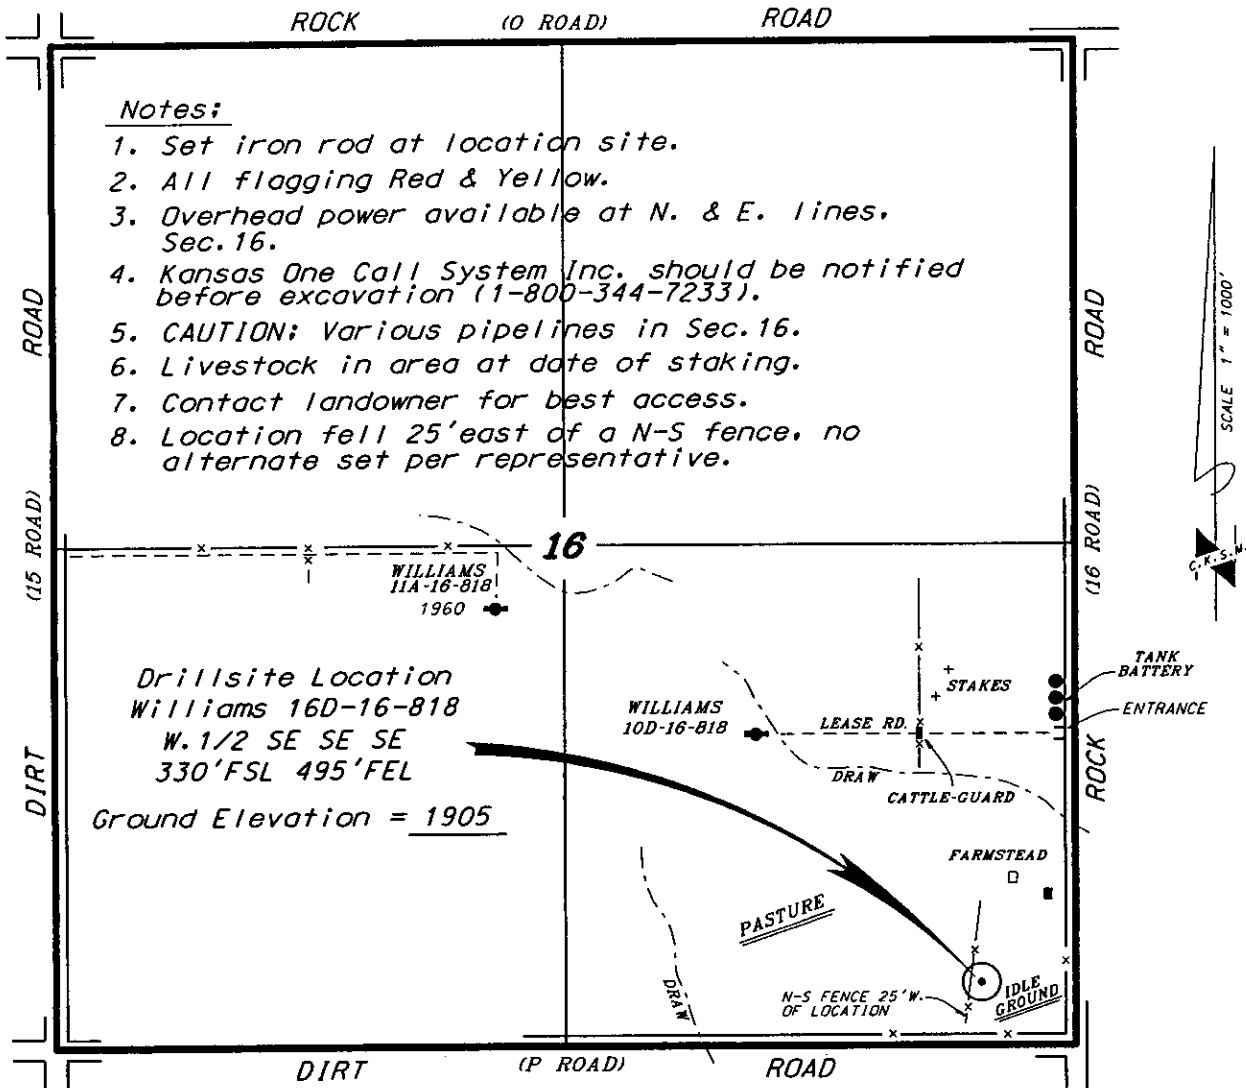 ROCK (O ROAD) ROAD
Notes:
1. Set iron rod at location site.
2. All flagging Red & Yellow.
3. Overhead power available at N. & E. lines,
Sec. 16.
4. Kansas One Call System Inc. should be notified
before excavation (1-800-344-7233).
5. CAUTION: Various pipelines in Sec. 16.
6. Livestock in area at date of staking.
7. Contact landowner for best access.
8. Location fell 25' east of a N-S fence, no
alternate set per representative.
ROAD
(15 ROAD)
DIRT
ROAD
(16 ROAD)
ROCK
SCALE 1" = 1000'
C.K.S.M.
16
WILLIAMS
11A-16-818
1960
Drillsite Location
Williams 16D-16-818
W. 1/2 SE SE SE
330' FSL 495' FEL
Ground Elevation = 1905
WILLIAMS
10D-16-818
LEASE RD.
STAKES
TANK
BATTERY
ENTRANCE
DRAW
CATTLE-GUARD
FARMSTEAD
PASTURE
DRAW
N-S FENCE 25' W.
OF LOCATION
IDLE
GROUND
DIRT (P ROAD) ROAD